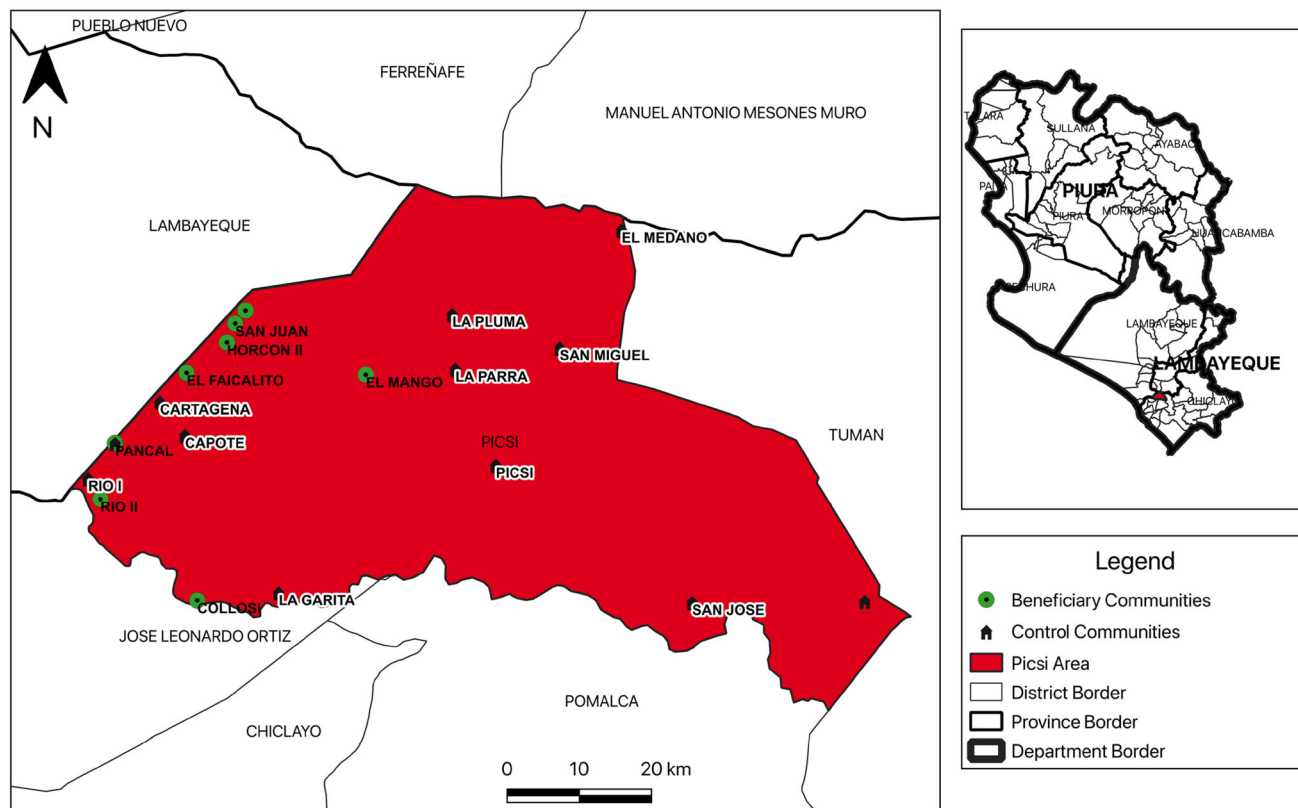 PUEBLO NUEVO
FERREÑAFE
MANUEL ANTONIO MESONES MURO
N
LAMBAYEQUE
EL MEDANO
LA PLUMA
SAN JUAN
HORCON II
SAN MIGUEL
EL FAICALITO
EL MANGO
LA PARRA
CARTAGENA
CAPOTE
PANCAL
PICSI
TUMAN
PICSI
RIO I
RIO II
COLLOSI
LA GARITA
SAN JOSE
JOSE LEONARDO ORTIZ
POMALCA
CHICLAYO
0 10 20 km
SULLANA
PIURA
MORROPON
PIURA
HUANCABAMBA
LAMBAYEQUE
LAMBAYEQUE
CHICLAYO
Legend
Beneficiary Communities
Control Communities
Picsi Area
District Border
Province Border
Department Border